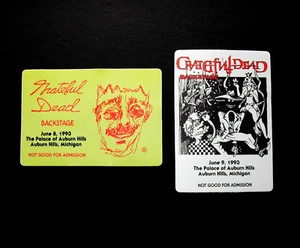 Grateful
Dead
BACKSTAGE
June 8, 1993
The Palace of Auburn Hills
Auburn Hills, Michigan
NOT GOOD FOR ADMISSION
GRATEFUL DEAD
BACKSTAGE
June 9, 1993
The Palace of Auburn Hills
Auburn Hills, Michigan
NOT GOOD FOR ADMISSION